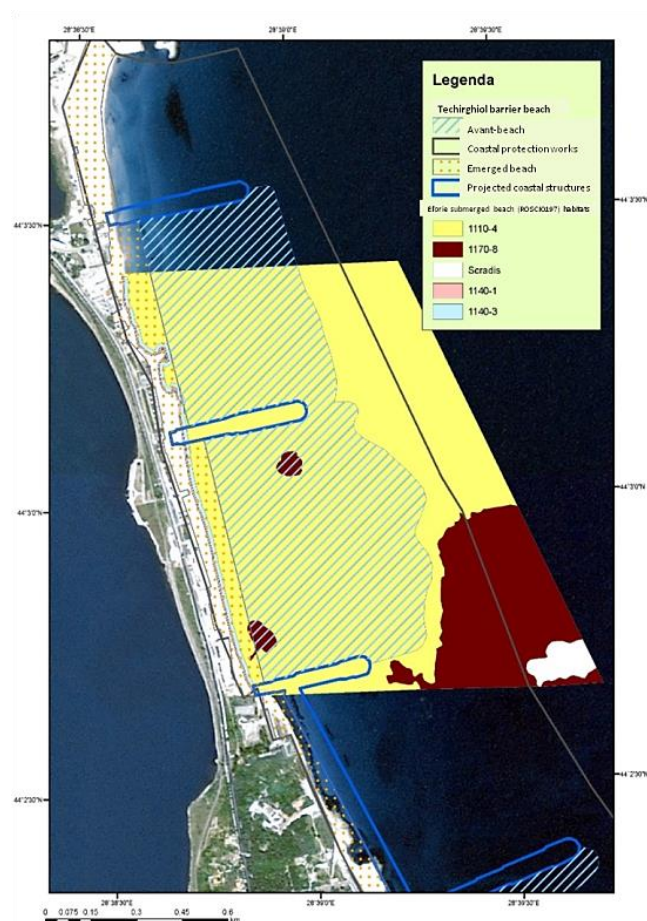 28°38'30"E 28°39'0"E 28°39'30"E
Legenda
Techirghiol barrier beach
Avant-beach
Coastal protection works
Emerged beach
Projected coastal structures
Eforie submerged beach (ROSCI0197) habitats
1110-4
1170-8
Scradis
1140-1
1140-3
44°3'30"N 44°3'30"N
44°3'0"N 44°3'0"N
44°2'30"N 44°2'30"N
28°38'30"E 28°39'0"E 28°39'30"E
0 0.075 0.15 0.3 0.45 0.6